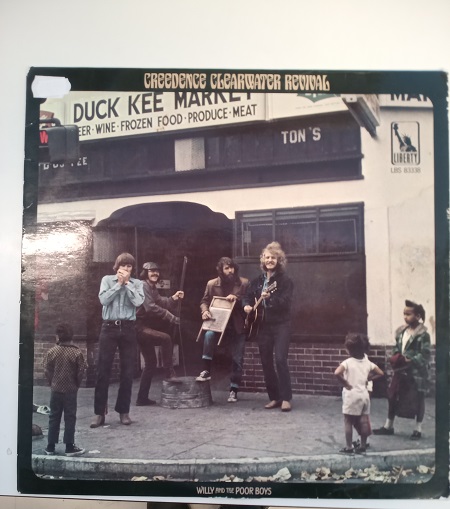 CREEDENCE CLEARWATER REVIVAL
DUCK KEE MARKET
EER · WINE · FROZEN FOOD · PRODUCE · MEAT
MAR
TON'S
LIBERTY
LBS 83338
WILLY AND THE POOR BOYS